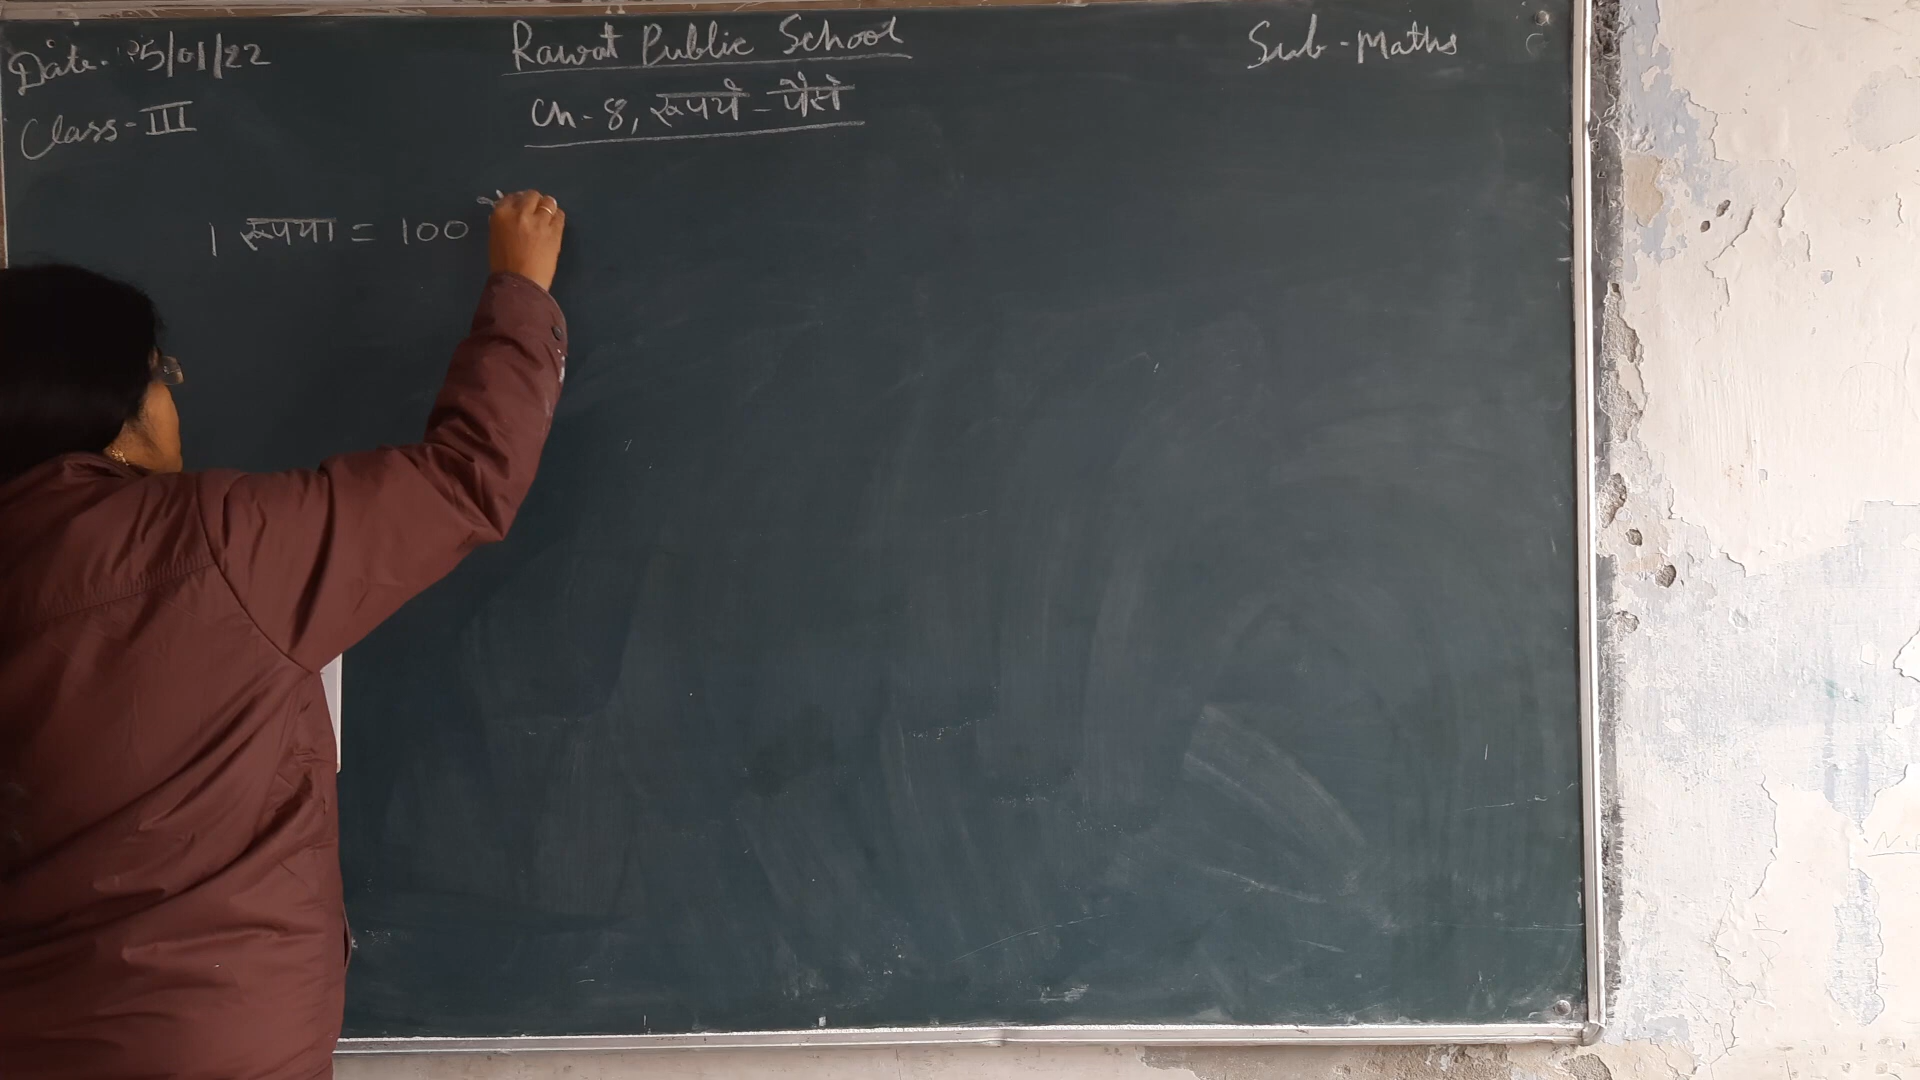 Rawat Public School
Date. 25/01/22
Sub - Maths
Class - III
Ch - 8, रूपये - पैसे
1 रूपया = 100